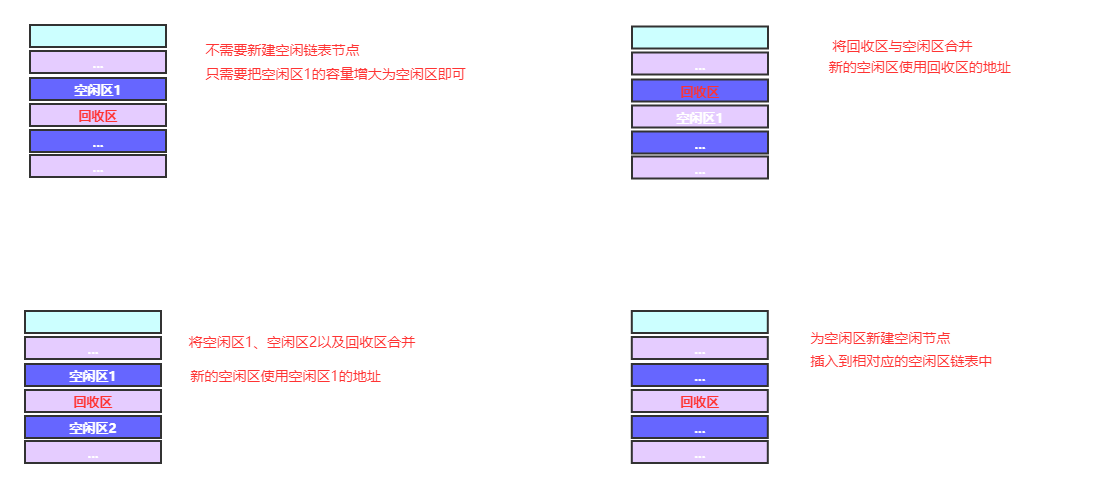 ...
空闲区1
回收区
...
...
不需要新建空闲链表节点
只需要把空闲区1的容量增大为空闲区即可
...
回收区
空闲区1
...
...
将回收区与空闲区合并
新的空闲区使用回收区的地址
...
空闲区1
回收区
空闲区2
...
将空闲区1、空闲区2以及回收区合并
新的空闲区使用空闲区1的地址
...
...
回收区
...
...
为空闲区新建空闲节点
插入到相对应的空闲区链表中